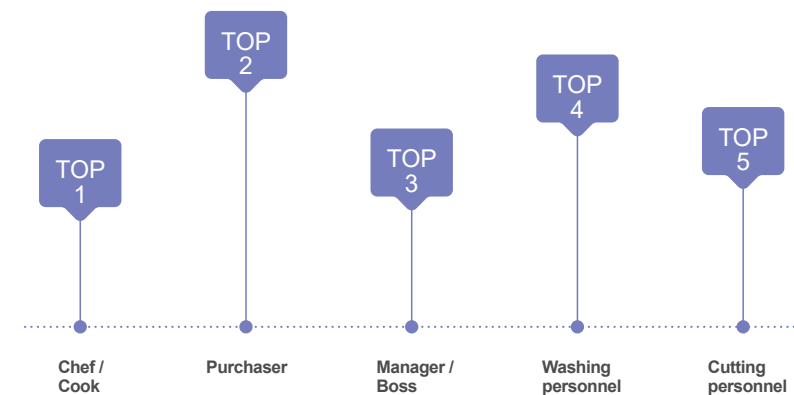 TOP
1
TOP
2
TOP
3
TOP
4
TOP
5
Chef /
Cook
Purchaser
Manager /
Boss
Washing
personnel
Cutting
personnel